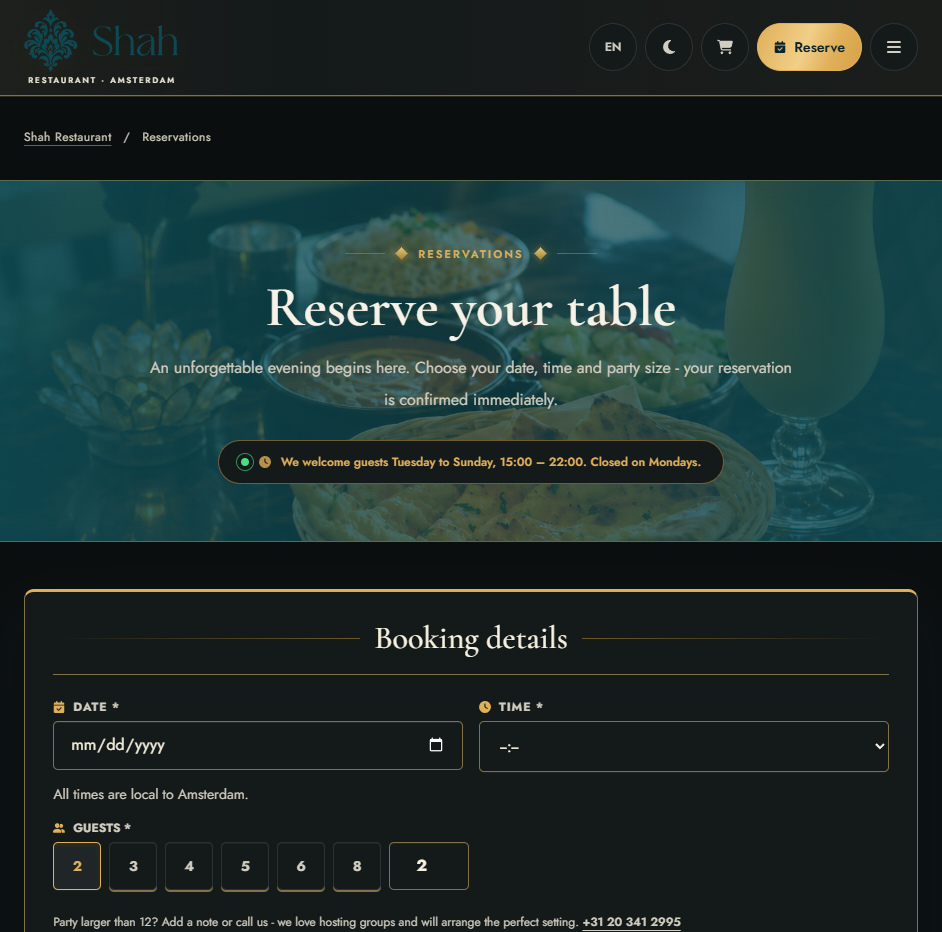 Shah
RESTAURANT · AMSTERDAM
EN
Reserve
Shah Restaurant / Reservations
RESERVATIONS
Reserve your table
An unforgettable evening begins here. Choose your date, time and party size - your reservation
is confirmed immediately.
We welcome guests Tuesday to Sunday, 15:00 – 22:00. Closed on Mondays.
Booking details
DATE *
TIME *
mm/dd/yyyy
--:--
All times are local to Amsterdam.
GUESTS *
2 3 4 5 6 8 2
Party larger than 12? Add a note or call us - we love hosting groups and will arrange the perfect setting. +31 20 341 2995